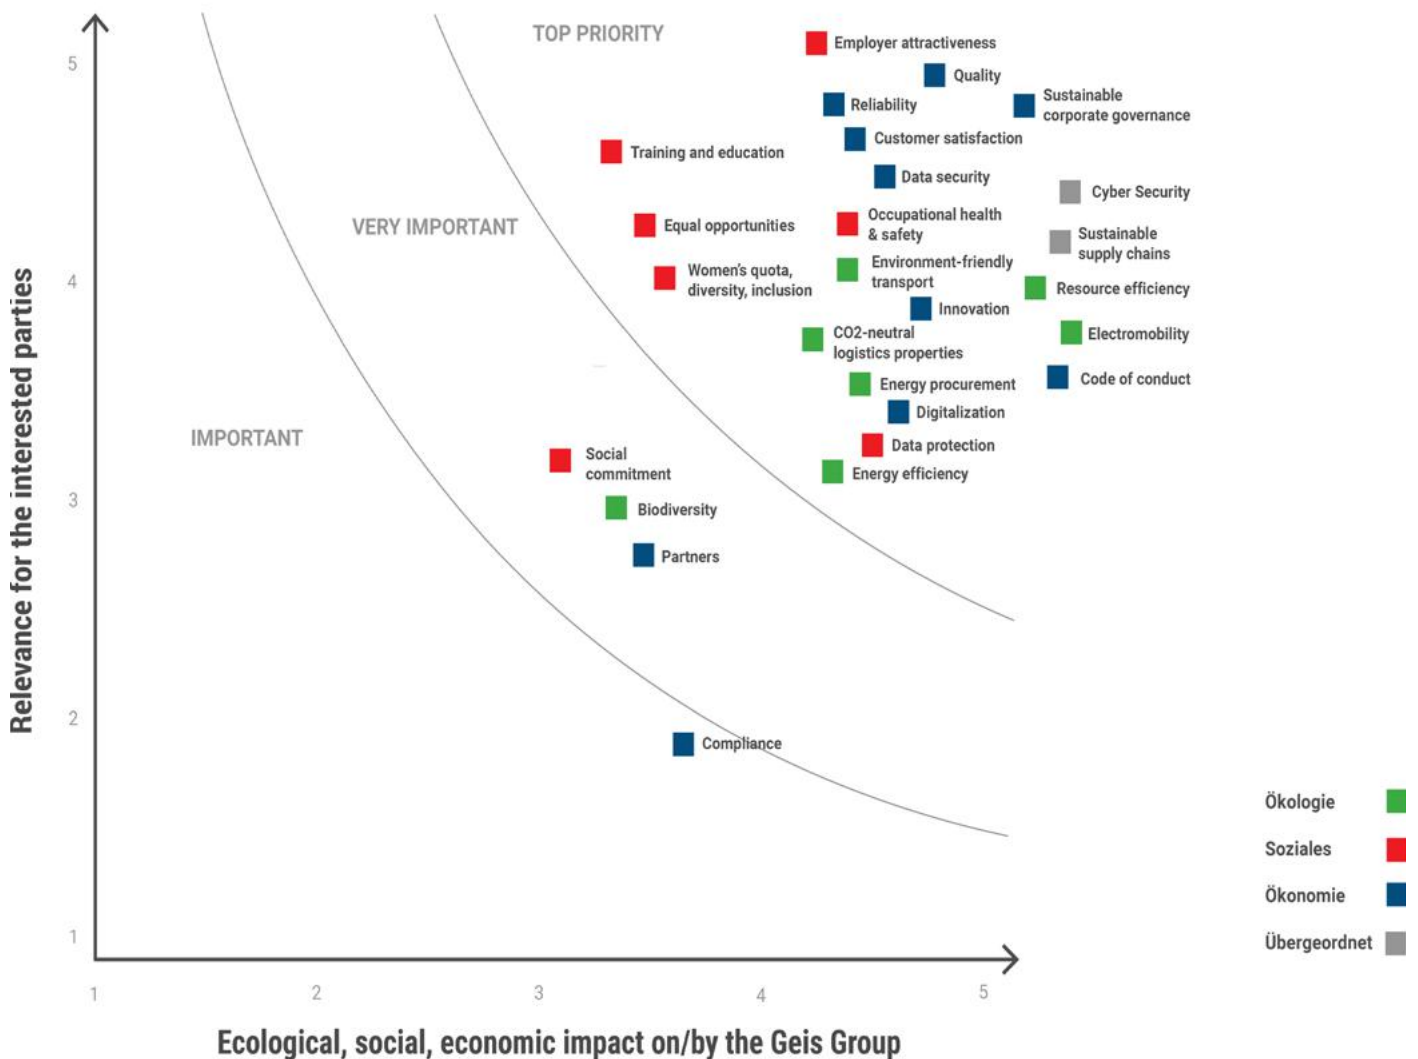 TOP PRIORITY
Employer attractiveness
5
Quality
Sustainable
corporate governance
Reliability
Customer satisfaction
Training and education
Data security
Cyber Security
Occupational health
& safety
Equal opportunities
VERY IMPORTANT
Sustainable
supply chains
Environment-friendly
transport
Women's quota,
diversity, inclusion
4
Resource efficiency
Innovation
CO2-neutral
logistics properties
Electromobility
Code of conduct
Energy procurement
Digitalization
IMPORTANT
Data protection
Social
commitment
Energy efficiency
3
Biodiversity
Partners
2
Compliance
1
Relevance for the interested parties
1
2
3
4
5
Ecological, social, economic impact on/by the Geis Group
Ökologie
Soziales
Ökonomie
Übergeordnet